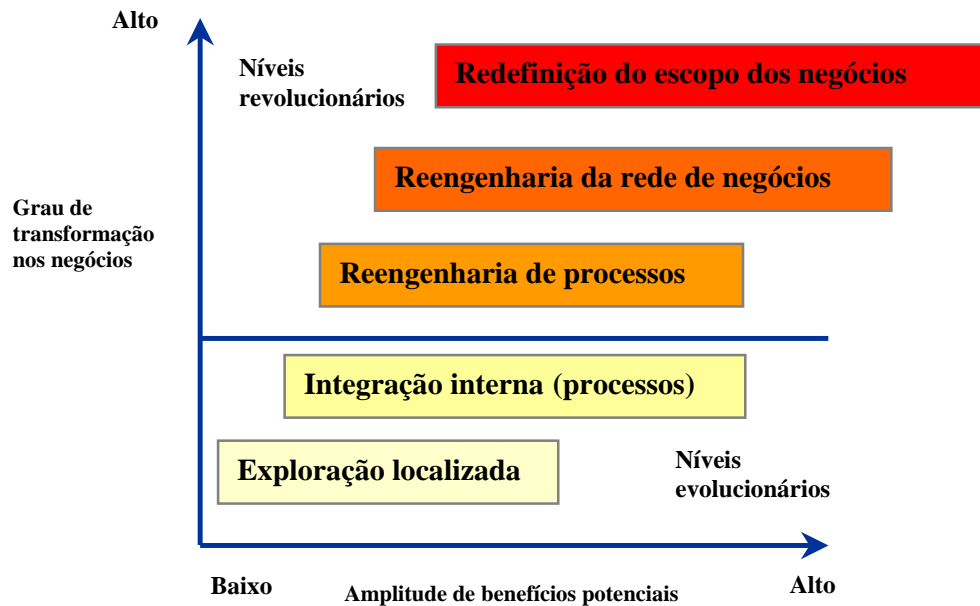 Alto
Níveis
revolucionários
Redefinição do escopo dos negócios
Reengenharia da rede de negócios
Grau de
transformação
nos negócios
Reengenharia de processos
Integração interna (processos)
Exploração localizada
Níveis
evolucionários
Baixo
Amplitude de benefícios potenciais
Alto